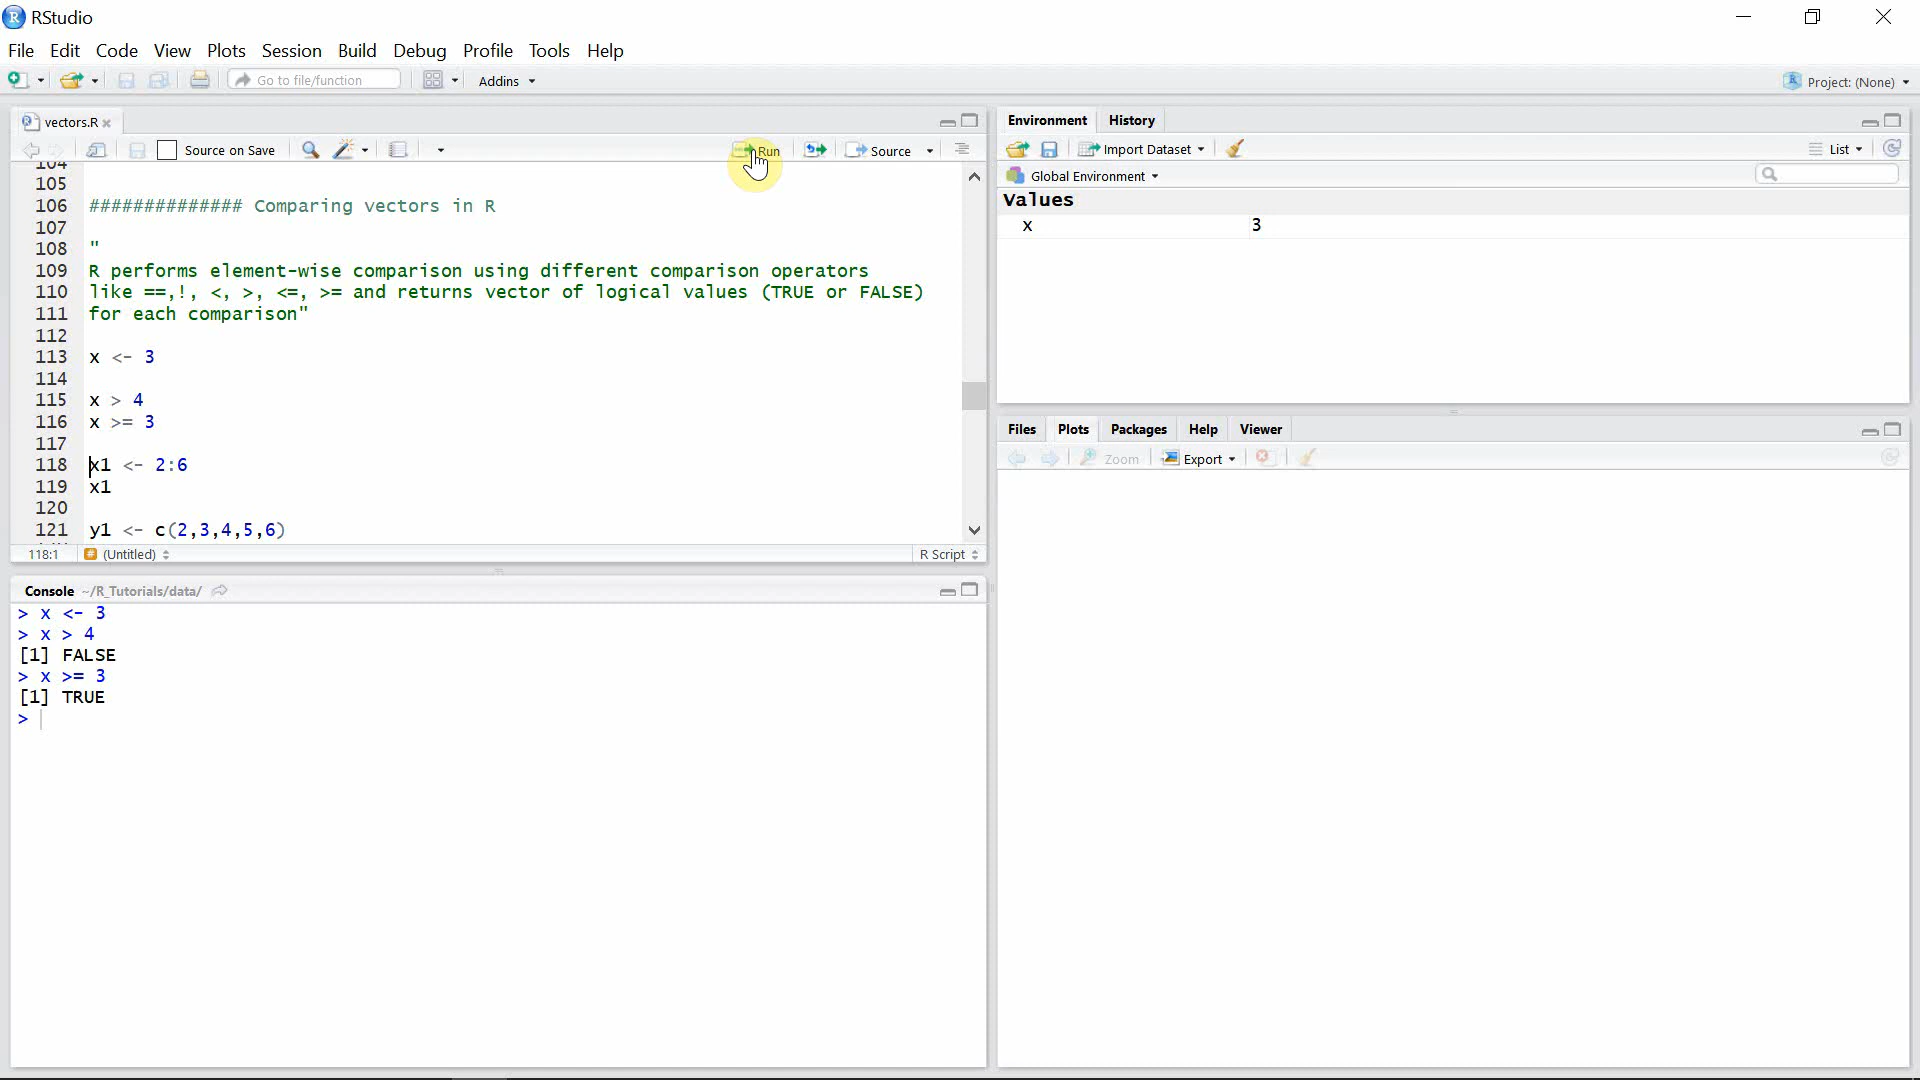 RStudio
File Edit Code View Plots Session Build Debug Profile Tools Help
Go to file/function Addins Project: (None)
vectors.R
Source on Save Run Source
104
105
106 ############## Comparing vectors in R
107
108 "
109 R performs element-wise comparison using different comparison operators
110 like ==,!, <, >, <=, >= and returns vector of logical values (TRUE or FALSE)
111 for each comparison"
112
113 x <- 3
114
115 x > 4
116 x >= 3
117
118 x1 <- 2:6
119 x1
120
121 y1 <- c(2,3,4,5,6)
118:1 (Untitled) R Script
Console ~/R_Tutorials/data/
> x <- 3
> x > 4
[1] FALSE
> x >= 3
[1] TRUE
>
Environment History
Import Dataset List
Global Environment
Values
x 3
Files Plots Packages Help Viewer
Zoom Export